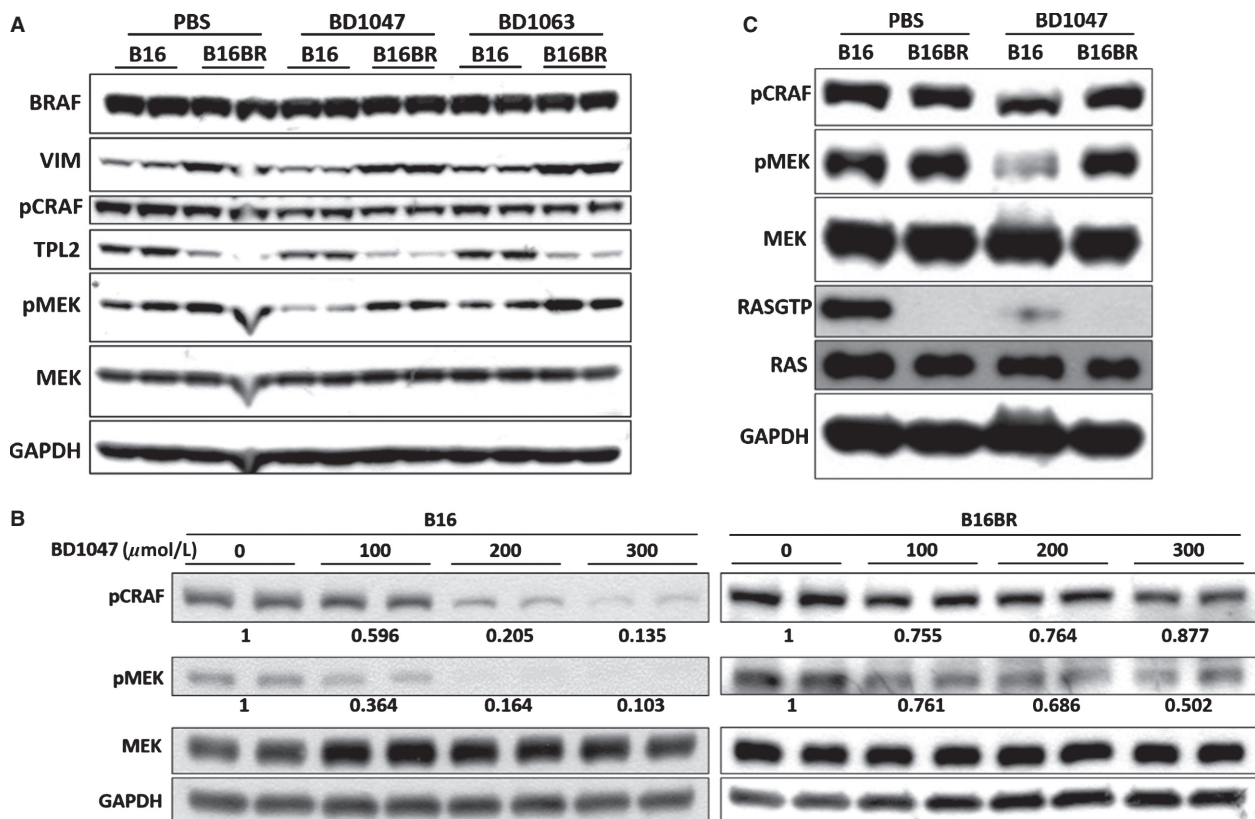 A
PBS BD1047 BD1063
B16 B16BR B16 B16BR B16 B16BR
BRAF
VIM
pCRAF
TPL2
pMEK
MEK
GAPDH
C
PBS BD1047
B16 B16BR B16 B16BR
pCRAF
pMEK
MEK
RASGTP
RAS
GAPDH
B
B16 B16BR
BD1047 (μmol/L) 0 100 200 300 0 100 200 300
pCRAF
1 0.596 0.205 0.135 1 0.755 0.764 0.877
pMEK
1 0.364 0.164 0.103 1 0.761 0.686 0.502
MEK
GAPDH